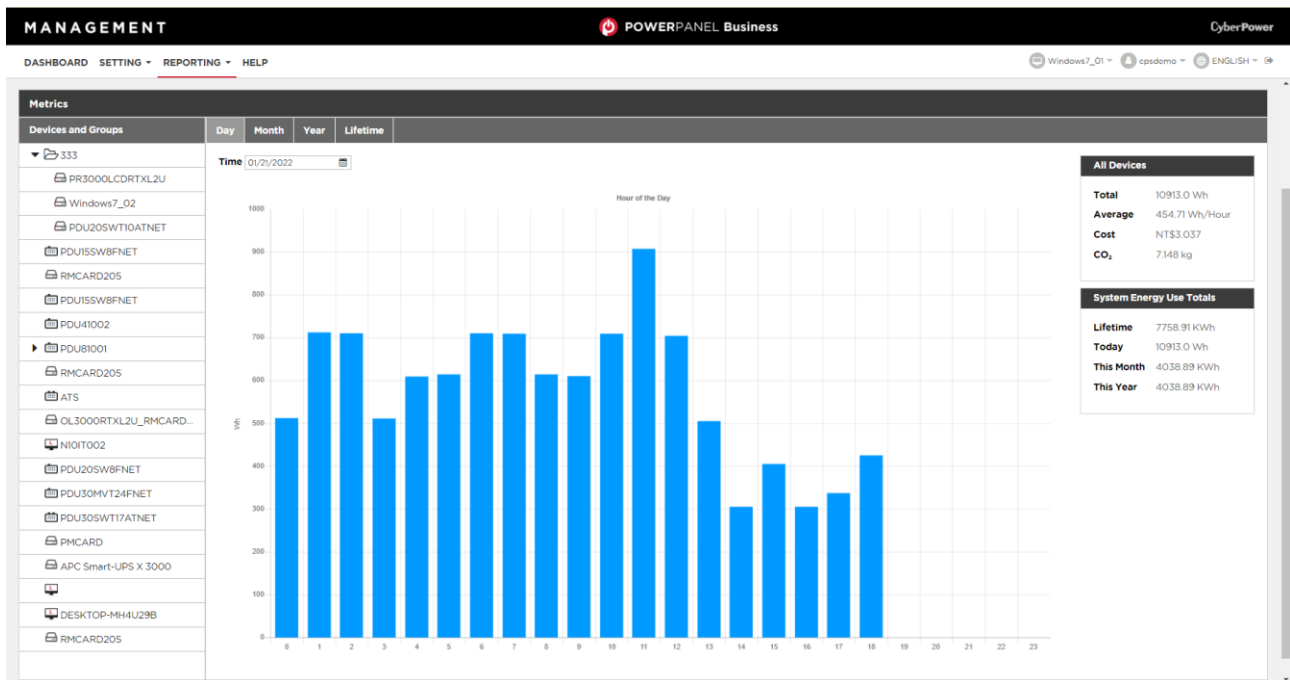 MANAGEMENT
POWERPANEL Business
CyberPower
DASHBOARD SETTING REPORTING HELP
Windows7_01 cpsdemo ENGLISH
Metrics
Devices and Groups
Day Month Year Lifetime
333
PR3000LCDRTXL2U
Windows7_02
PDU20SWT10ATNET
PDU15SW8FNET
RMCARD205
PDU15SW8FNET
PDU41002
PDU81001
RMCARD205
ATS
OL3000RTXL2U_RMCARD...
N10IT002
PDU20SW8FNET
PDU30MVT24FNET
PDU30SWT17ATNET
PMCARD
APC Smart-UPS X 3000
DESKTOP-MH4U29B
RMCARD205
Time 01/21/2022
Hour of the Day
1000
900
800
700
600
500
400
300
200
100
0
Wh
0 1 2 3 4 5 6 7 8 9 10 11 12 13 14 15 16 17 18 19 20 21 22 23
All Devices
Total 10913.0 Wh
Average 454.71 Wh/Hour
Cost NT$3.037
CO₂ 7.148 kg
System Energy Use Totals
Lifetime 7758.91 KWh
Today 10913.0 Wh
This Month 4038.89 KWh
This Year 4038.89 KWh